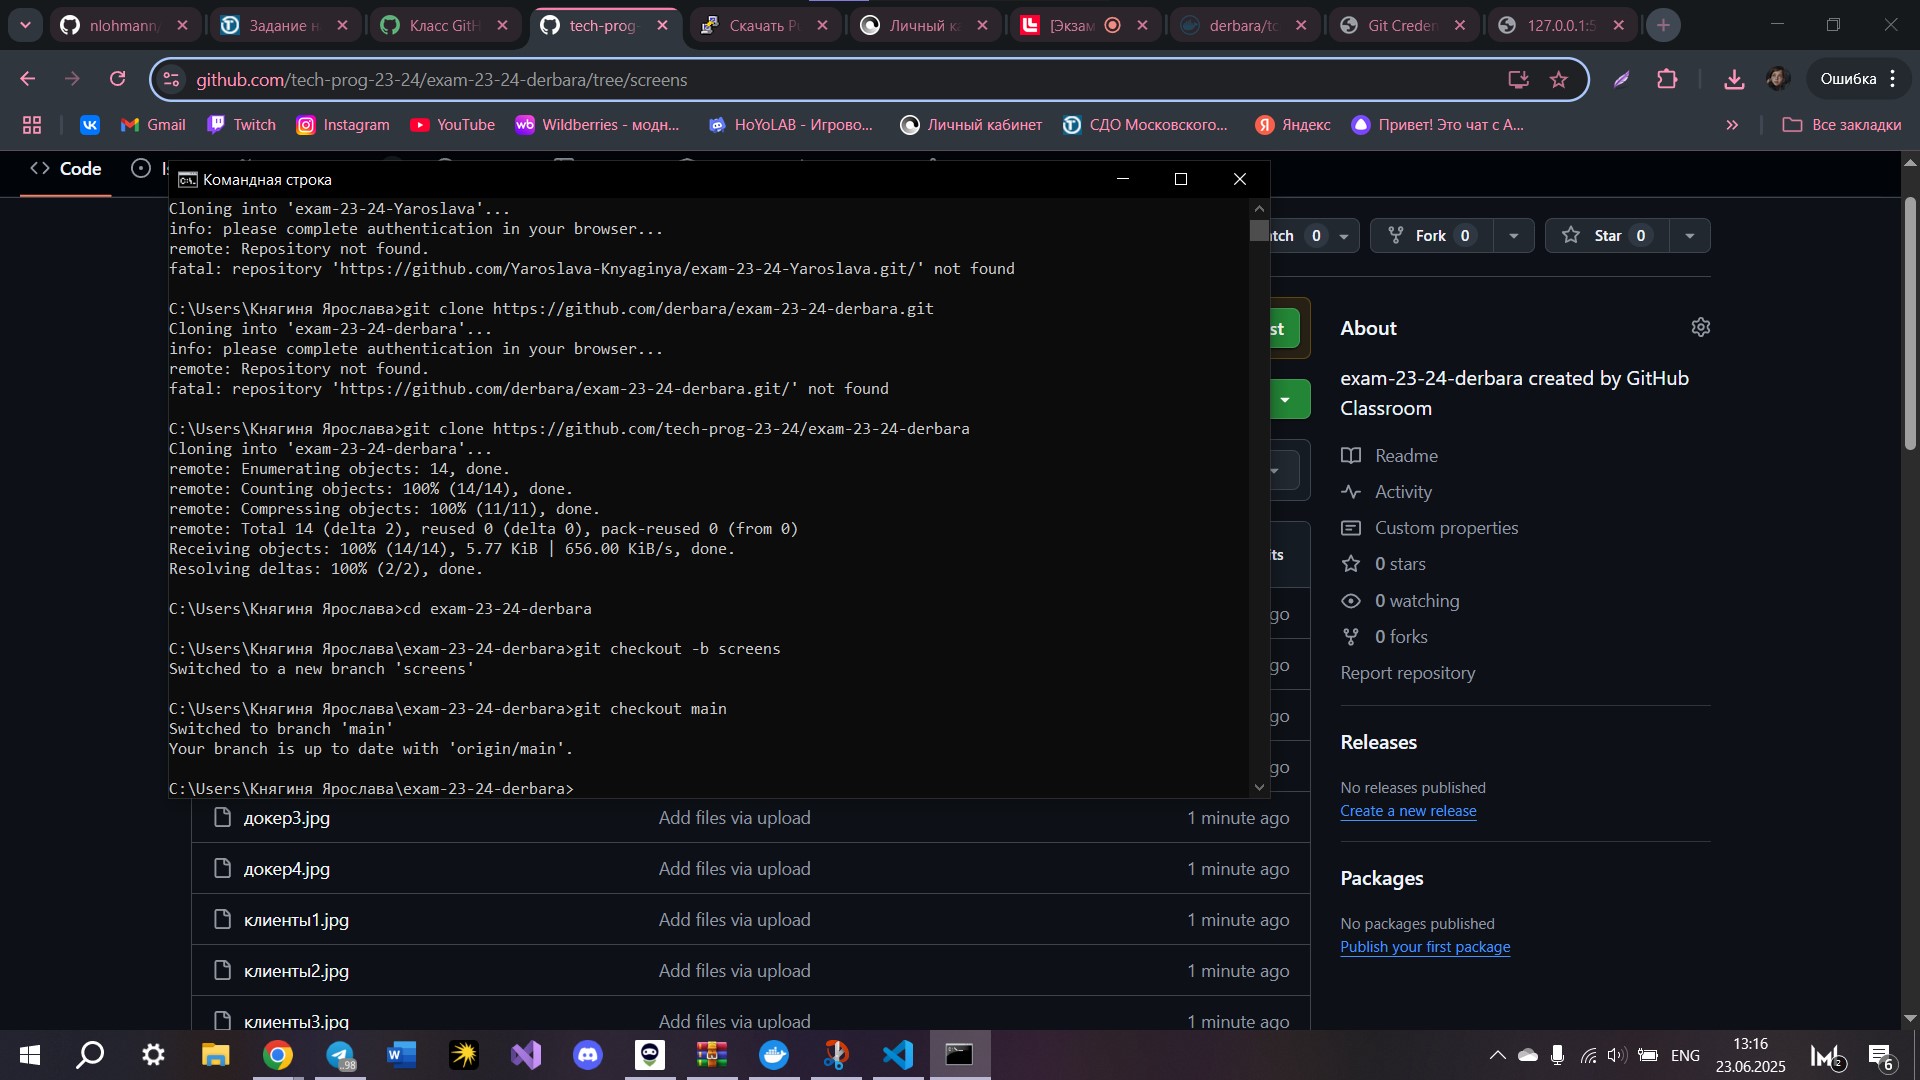 nlohmann/
Задание н
Класс GitH
tech-prog-
Скачать Pu
Личный ка
[Экзам
derbara/tc
Git Creden
127.0.0.1:5
github.com/tech-prog-23-24/exam-23-24-derbara/tree/screens
Ошибка
Gmail
Twitch
Instagram
YouTube
Wildberries - модн...
HoYoLAB - Игрово...
Личный кабинет
СДО Московского...
Яндекс
Привет! Это чат с А...
Все закладки
Code
Командная строка
Cloning into 'exam-23-24-Yaroslava'...
info: please complete authentication in your browser...
remote: Repository not found.
fatal: repository 'https://github.com/Yaroslava-Knyaginya/exam-23-24-Yaroslava.git/' not found
C:\Users\Княгиня Ярослава>git clone https://github.com/derbara/exam-23-24-derbara.git
Cloning into 'exam-23-24-derbara'...
info: please complete authentication in your browser...
remote: Repository not found.
fatal: repository 'https://github.com/derbara/exam-23-24-derbara.git/' not found
C:\Users\Княгиня Ярослава>git clone https://github.com/tech-prog-23-24/exam-23-24-derbara
Cloning into 'exam-23-24-derbara'...
remote: Enumerating objects: 14, done.
remote: Counting objects: 100% (14/14), done.
remote: Compressing objects: 100% (11/11), done.
remote: Total 14 (delta 2), reused 0 (delta 0), pack-reused 0 (from 0)
Receiving objects: 100% (14/14), 5.77 KiB | 656.00 KiB/s, done.
Resolving deltas: 100% (2/2), done.
C:\Users\Княгиня Ярослава>cd exam-23-24-derbara
C:\Users\Княгиня Ярослава\exam-23-24-derbara>git checkout -b screens
Switched to a new branch 'screens'
C:\Users\Княгиня Ярослава\exam-23-24-derbara>git checkout main
Switched to branch 'main'
Your branch is up to date with 'origin/main'.
C:\Users\Княгиня Ярослава\exam-23-24-derbara>
tch 0
Fork 0
Star 0
st
its
go
go
go
go
докер3.jpg Add files via upload 1 minute ago
докер4.jpg Add files via upload 1 minute ago
клиенты1.jpg Add files via upload 1 minute ago
клиенты2.jpg Add files via upload 1 minute ago
клиенты3.jpg Add files via upload 1 minute ago
About
exam-23-24-derbara created by GitHub
Classroom
Readme
Activity
Custom properties
0 stars
0 watching
0 forks
Report repository
Releases
No releases published
Create a new release
Packages
No packages published
Publish your first package
98
ENG
13:16
23.06.2025
2
6